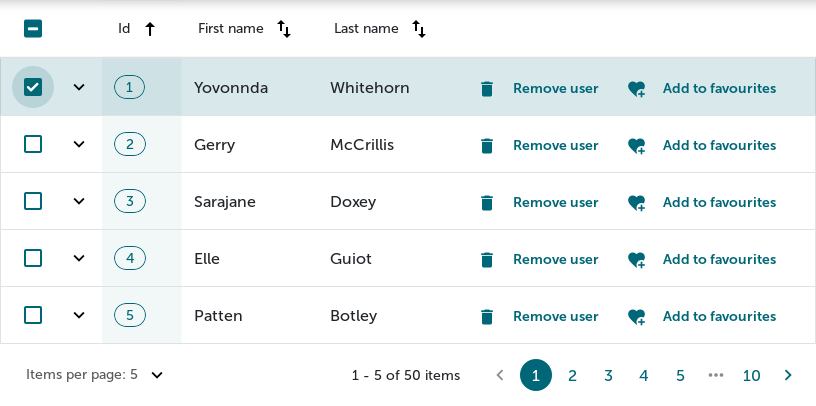 Id First name Last name
1 Yovonnda Whitehorn Remove user Add to favourites
2 Gerry McCrillis Remove user Add to favourites
3 Sarajane Doxey Remove user Add to favourites
4 Elle Guiot Remove user Add to favourites
5 Patten Botley Remove user Add to favourites
Items per page: 5 1 - 5 of 50 items 1 2 3 4 5 ••• 10